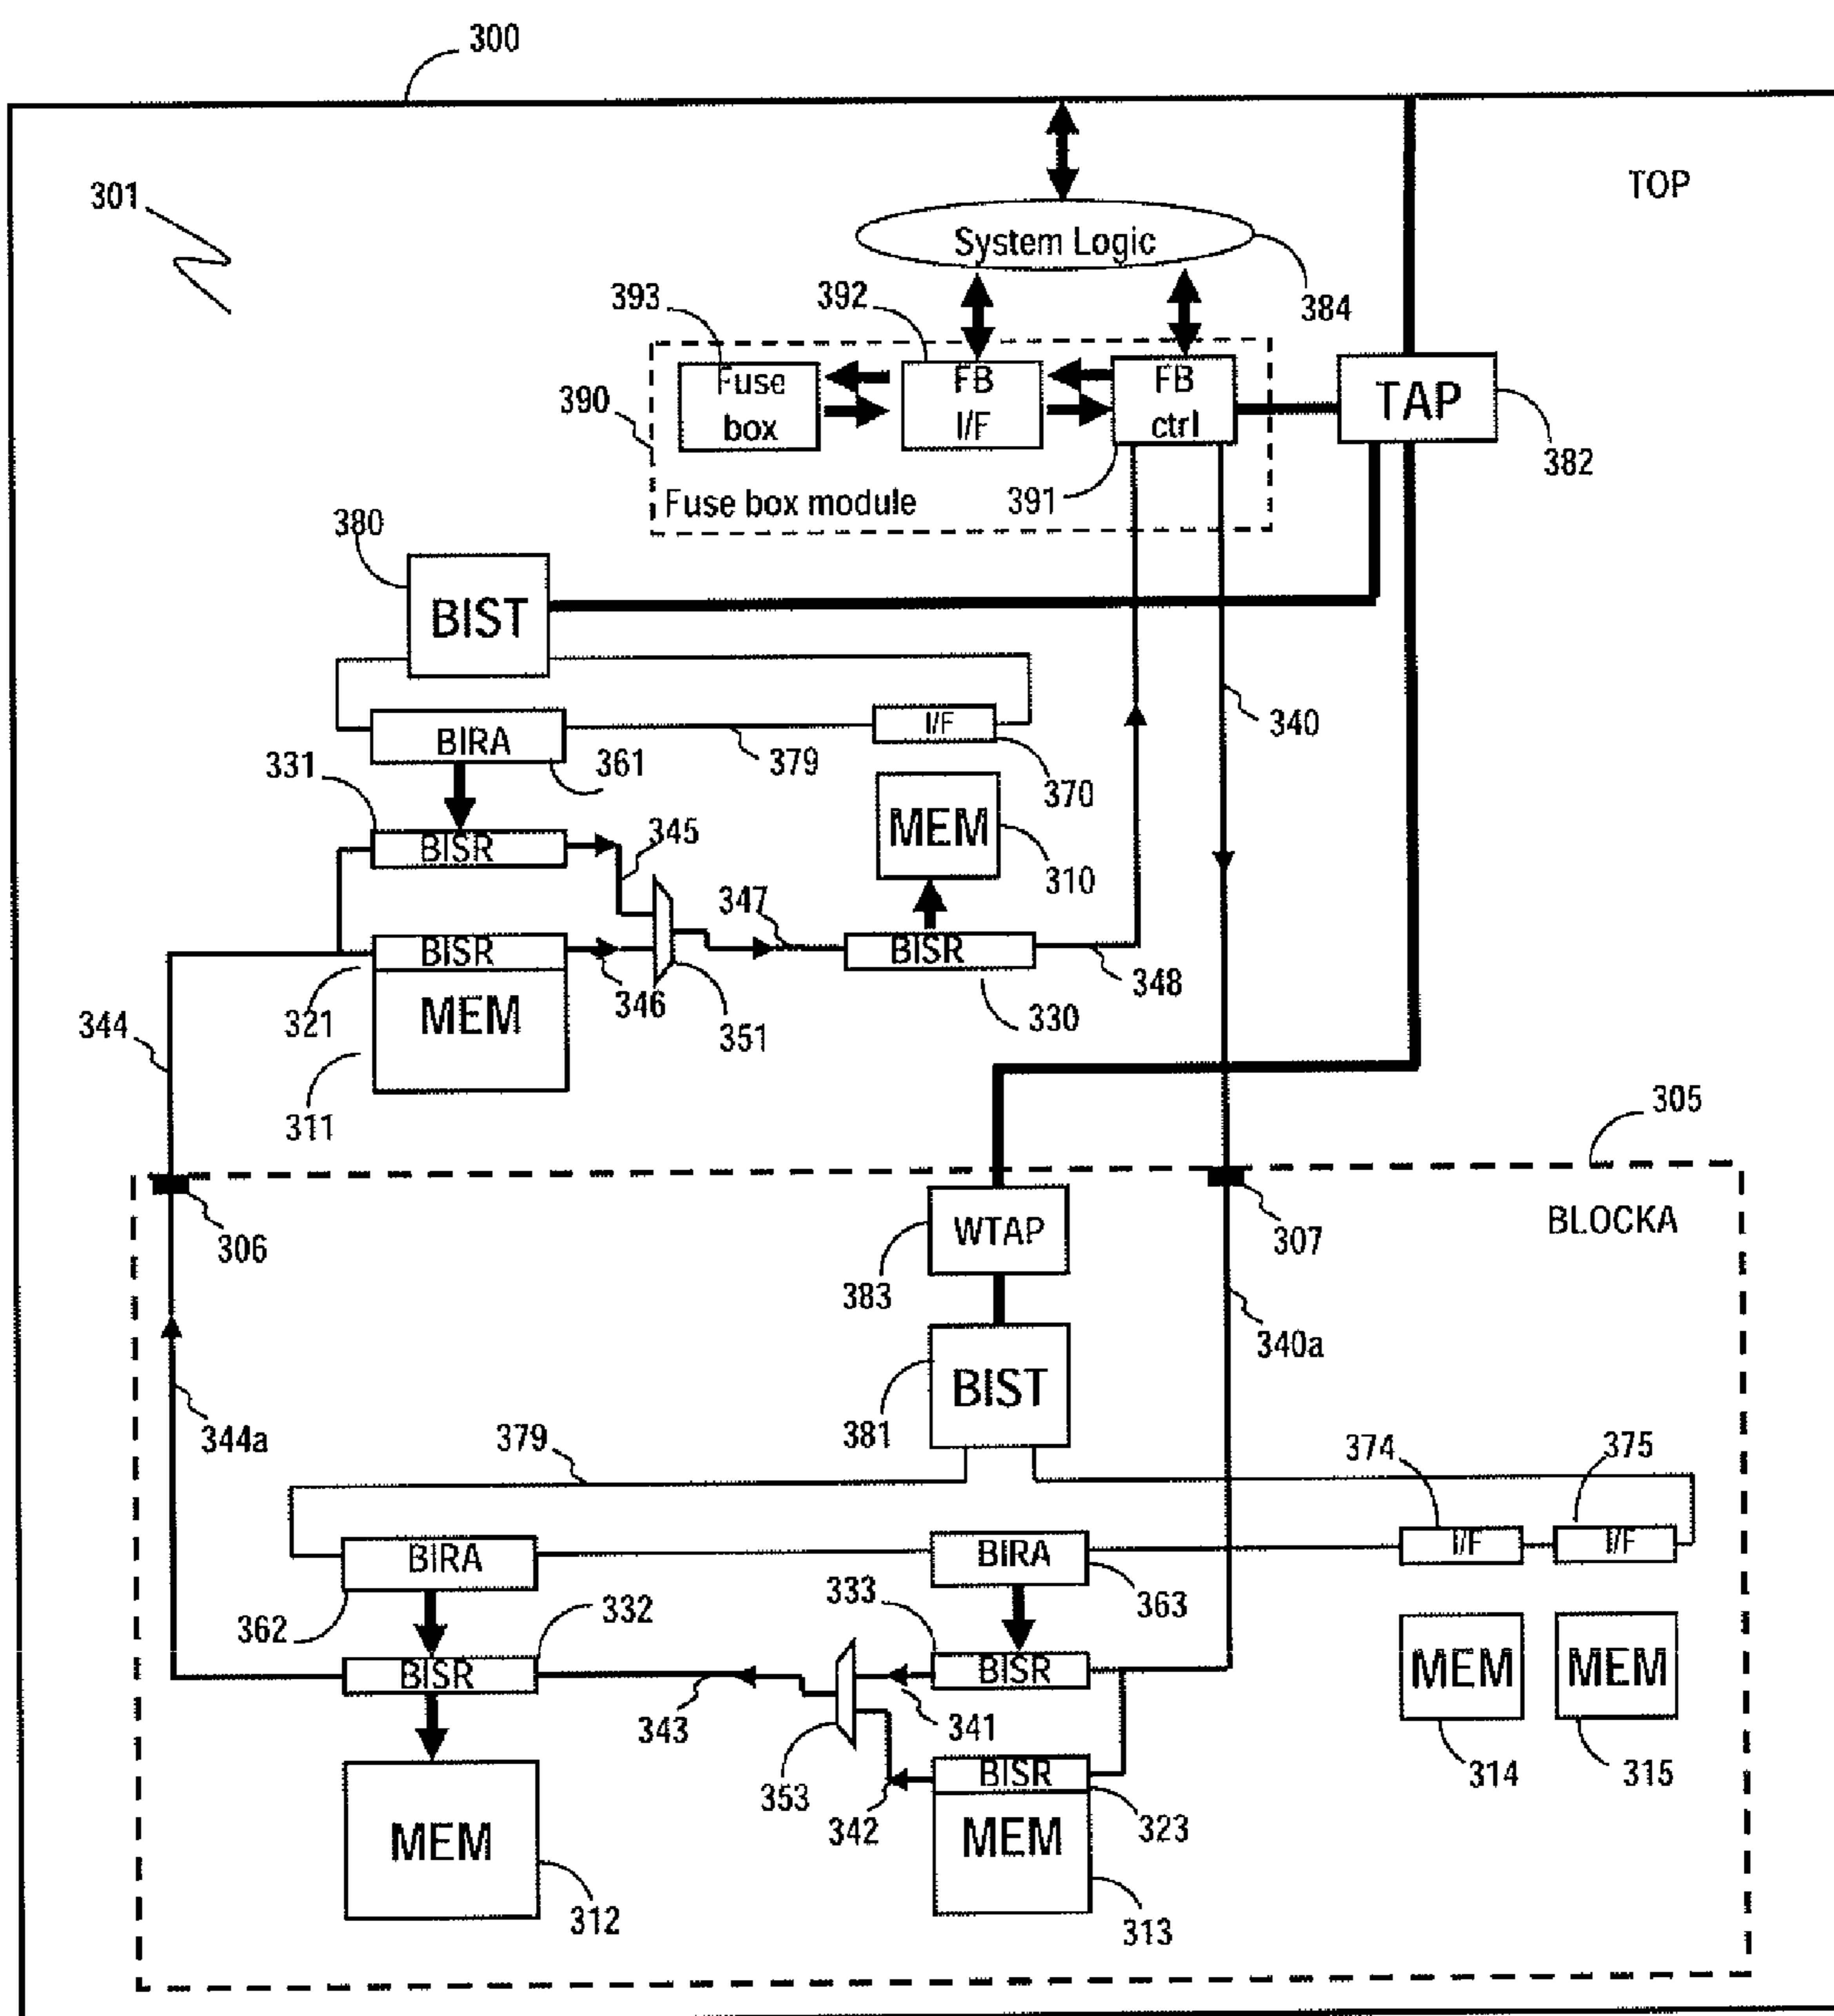 300
301
TOP
System Logic
384
393
392
390
Fuse
box
FB
I/F
FB
ctrl
TAP
382
391
Fuse box module
380
BIST
340
BIRA
361
379
I/F
370
331
BISR
345
MEM
310
347
BISR
330
348
BISR
346
351
321
MEM
311
344
305
306
WTAP
383
307
BLOCKA
340a
344a
BIST
381
379
374
375
BIRA
362
BIRA
363
I/F
I/F
332
333
BISR
BISR
343
341
353
342
BISR
323
MEM
312
MEM
313
MEM
314
MEM
315